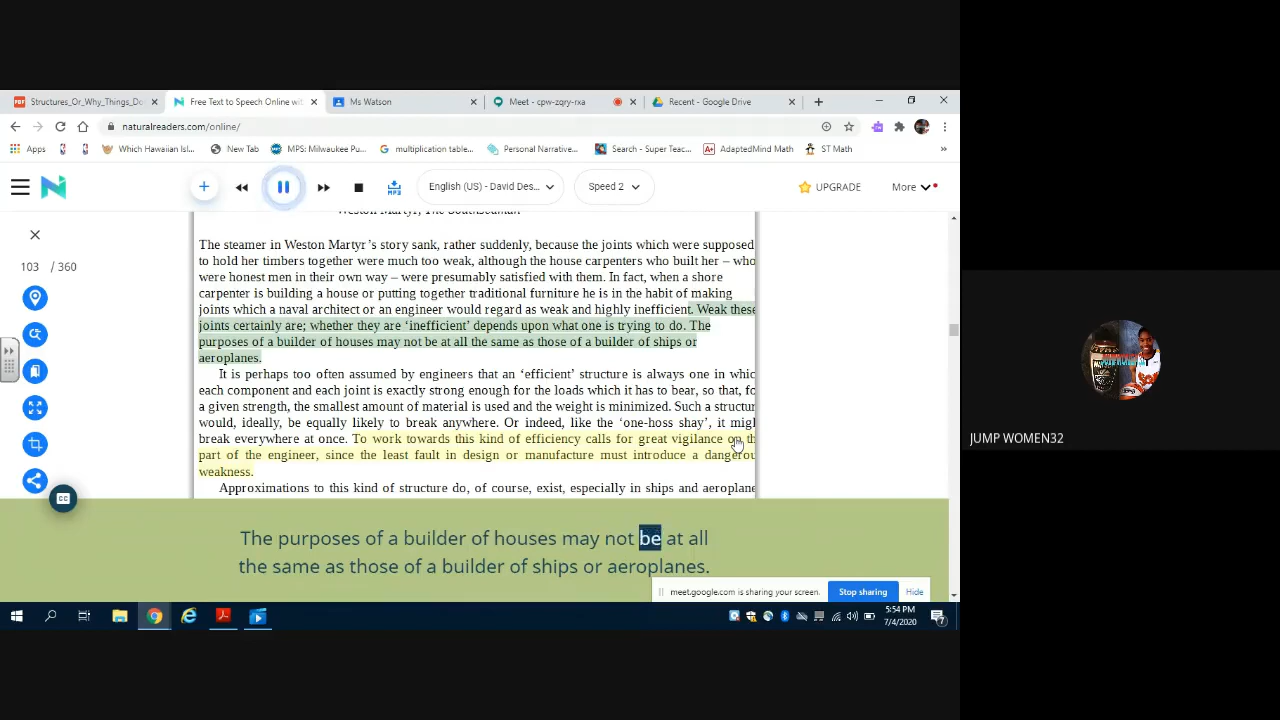 Structures_Or_Why_Things_Do
Free Text to Speech Online wit
Ms Watson
Meet - cpw-zqry-rxa
Recent - Google Drive
naturalreaders.com/online/
Apps
Which Hawaiian Isl...
New Tab
MPS: Milwaukee Pu...
multiplication table...
Personal Narrative...
Search - Super Teac...
AdaptedMind Math
ST Math
MP3
English (US) - David Des...
Speed 2
UPGRADE
More
Weston Martyr, The Southseaman
103 / 360
The steamer in Weston Martyr's story sank, rather suddenly, because the joints which were supposed
to hold her timbers together were much too weak, although the house carpenters who built her – who
were honest men in their own way – were presumably satisfied with them. In fact, when a shore
carpenter is building a house or putting together traditional furniture he is in the habit of making
joints which a naval architect or an engineer would regard as weak and highly inefficient. Weak these
joints certainly are; whether they are ‘inefficient’ depends upon what one is trying to do. The
purposes of a builder of houses may not be at all the same as those of a builder of ships or
aeroplanes.
It is perhaps too often assumed by engineers that an ‘efficient’ structure is always one in whic
each component and each joint is exactly strong enough for the loads which it has to bear, so that, fo
a given strength, the smallest amount of material is used and the weight is minimized. Such a structur
would, ideally, be equally likely to break anywhere. Or indeed, like the ‘one-hoss shay’, it migh
break everywhere at once. To work towards this kind of efficiency calls for great vigilance on th
part of the engineer, since the least fault in design or manufacture must introduce a dangerou
weakness.
Approximations to this kind of structure do, of course, exist, especially in ships and aeroplane
CC
The purposes of a builder of houses may not be at all
the same as those of a builder of ships or aeroplanes.
meet.google.com is sharing your screen.
Stop sharing
Hide
5:54 PM
7/4/2020
JUMP WOMEN32